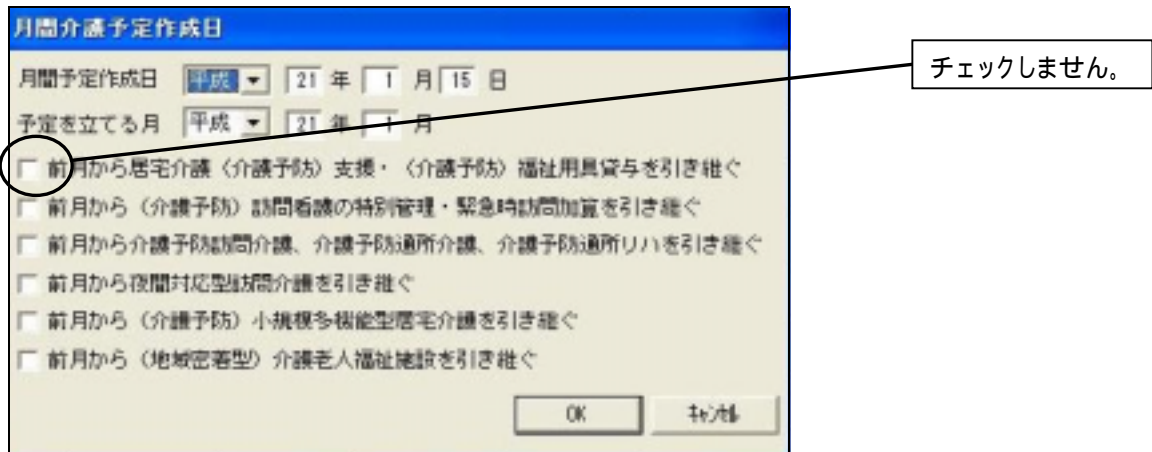 月間介護予定作成日
月間予定作成日 平成 21 年 1 月 15 日
チェックしません。
予定を立てる月 平成 21 年 1 月
前月から居宅介護（介護予防）支援・（介護予防）福祉用具貸与を引き継ぐ
前月から（介護予防）訪問看護の特別管理・緊急時訪問加算を引き継ぐ
前月から介護予防訪問介護、介護予防通所介護、介護予防通所リハを引き継ぐ
前月から夜間対応型訪問介護を引き継ぐ
前月から（介護予防）小規模多機能型居宅介護を引き継ぐ
前月から（地域密着型）介護老人福祉施設を引き継ぐ
OK ｷｬﾝｾﾙ